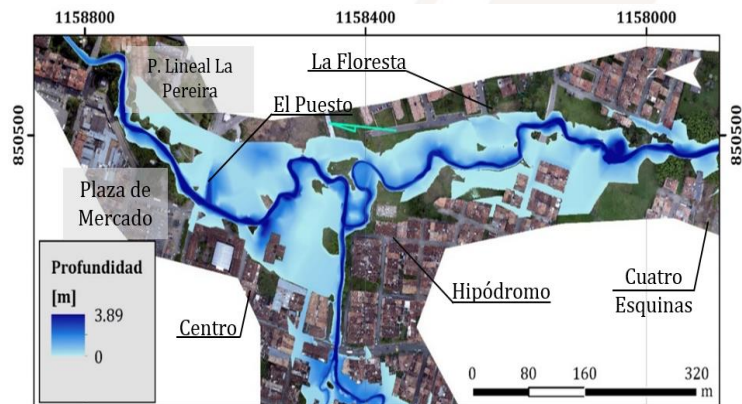 1158800
1158400
1158000
P. Lineal La
Pereira
La Floresta
El Puesto
850500
850500
Plaza de
Mercado
Profundidad
[m]
3.89
0
Centro
Hipódromo
Cuatro
Esquinas
0 80 160 320
m